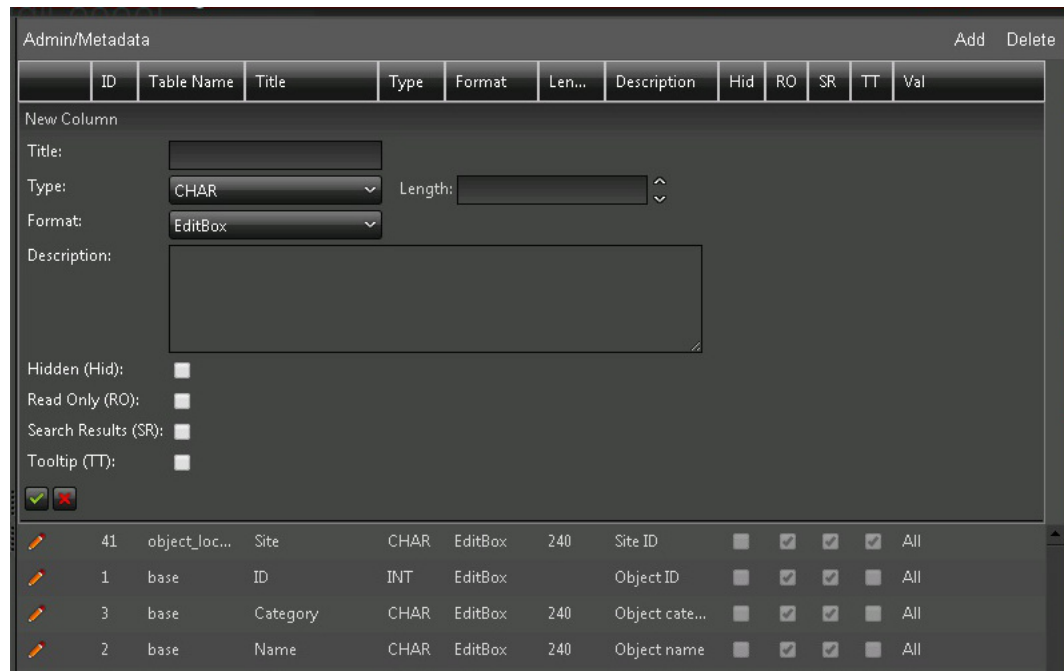 Admin/Metadata Add Delete
ID Table Name Title Type Format Len... Description Hid RO SR TT Val
New Column
Title:
Type: CHAR Length:
Format: EditBox
Description:
Hidden (Hid):
Read Only (RO):
Search Results (SR):
Tooltip (TT):
41 object_loc... Site CHAR EditBox 240 Site ID All
1 base ID INT EditBox Object ID All
3 base Category CHAR EditBox 240 Object cate... All
2 base Name CHAR EditBox 240 Object name All